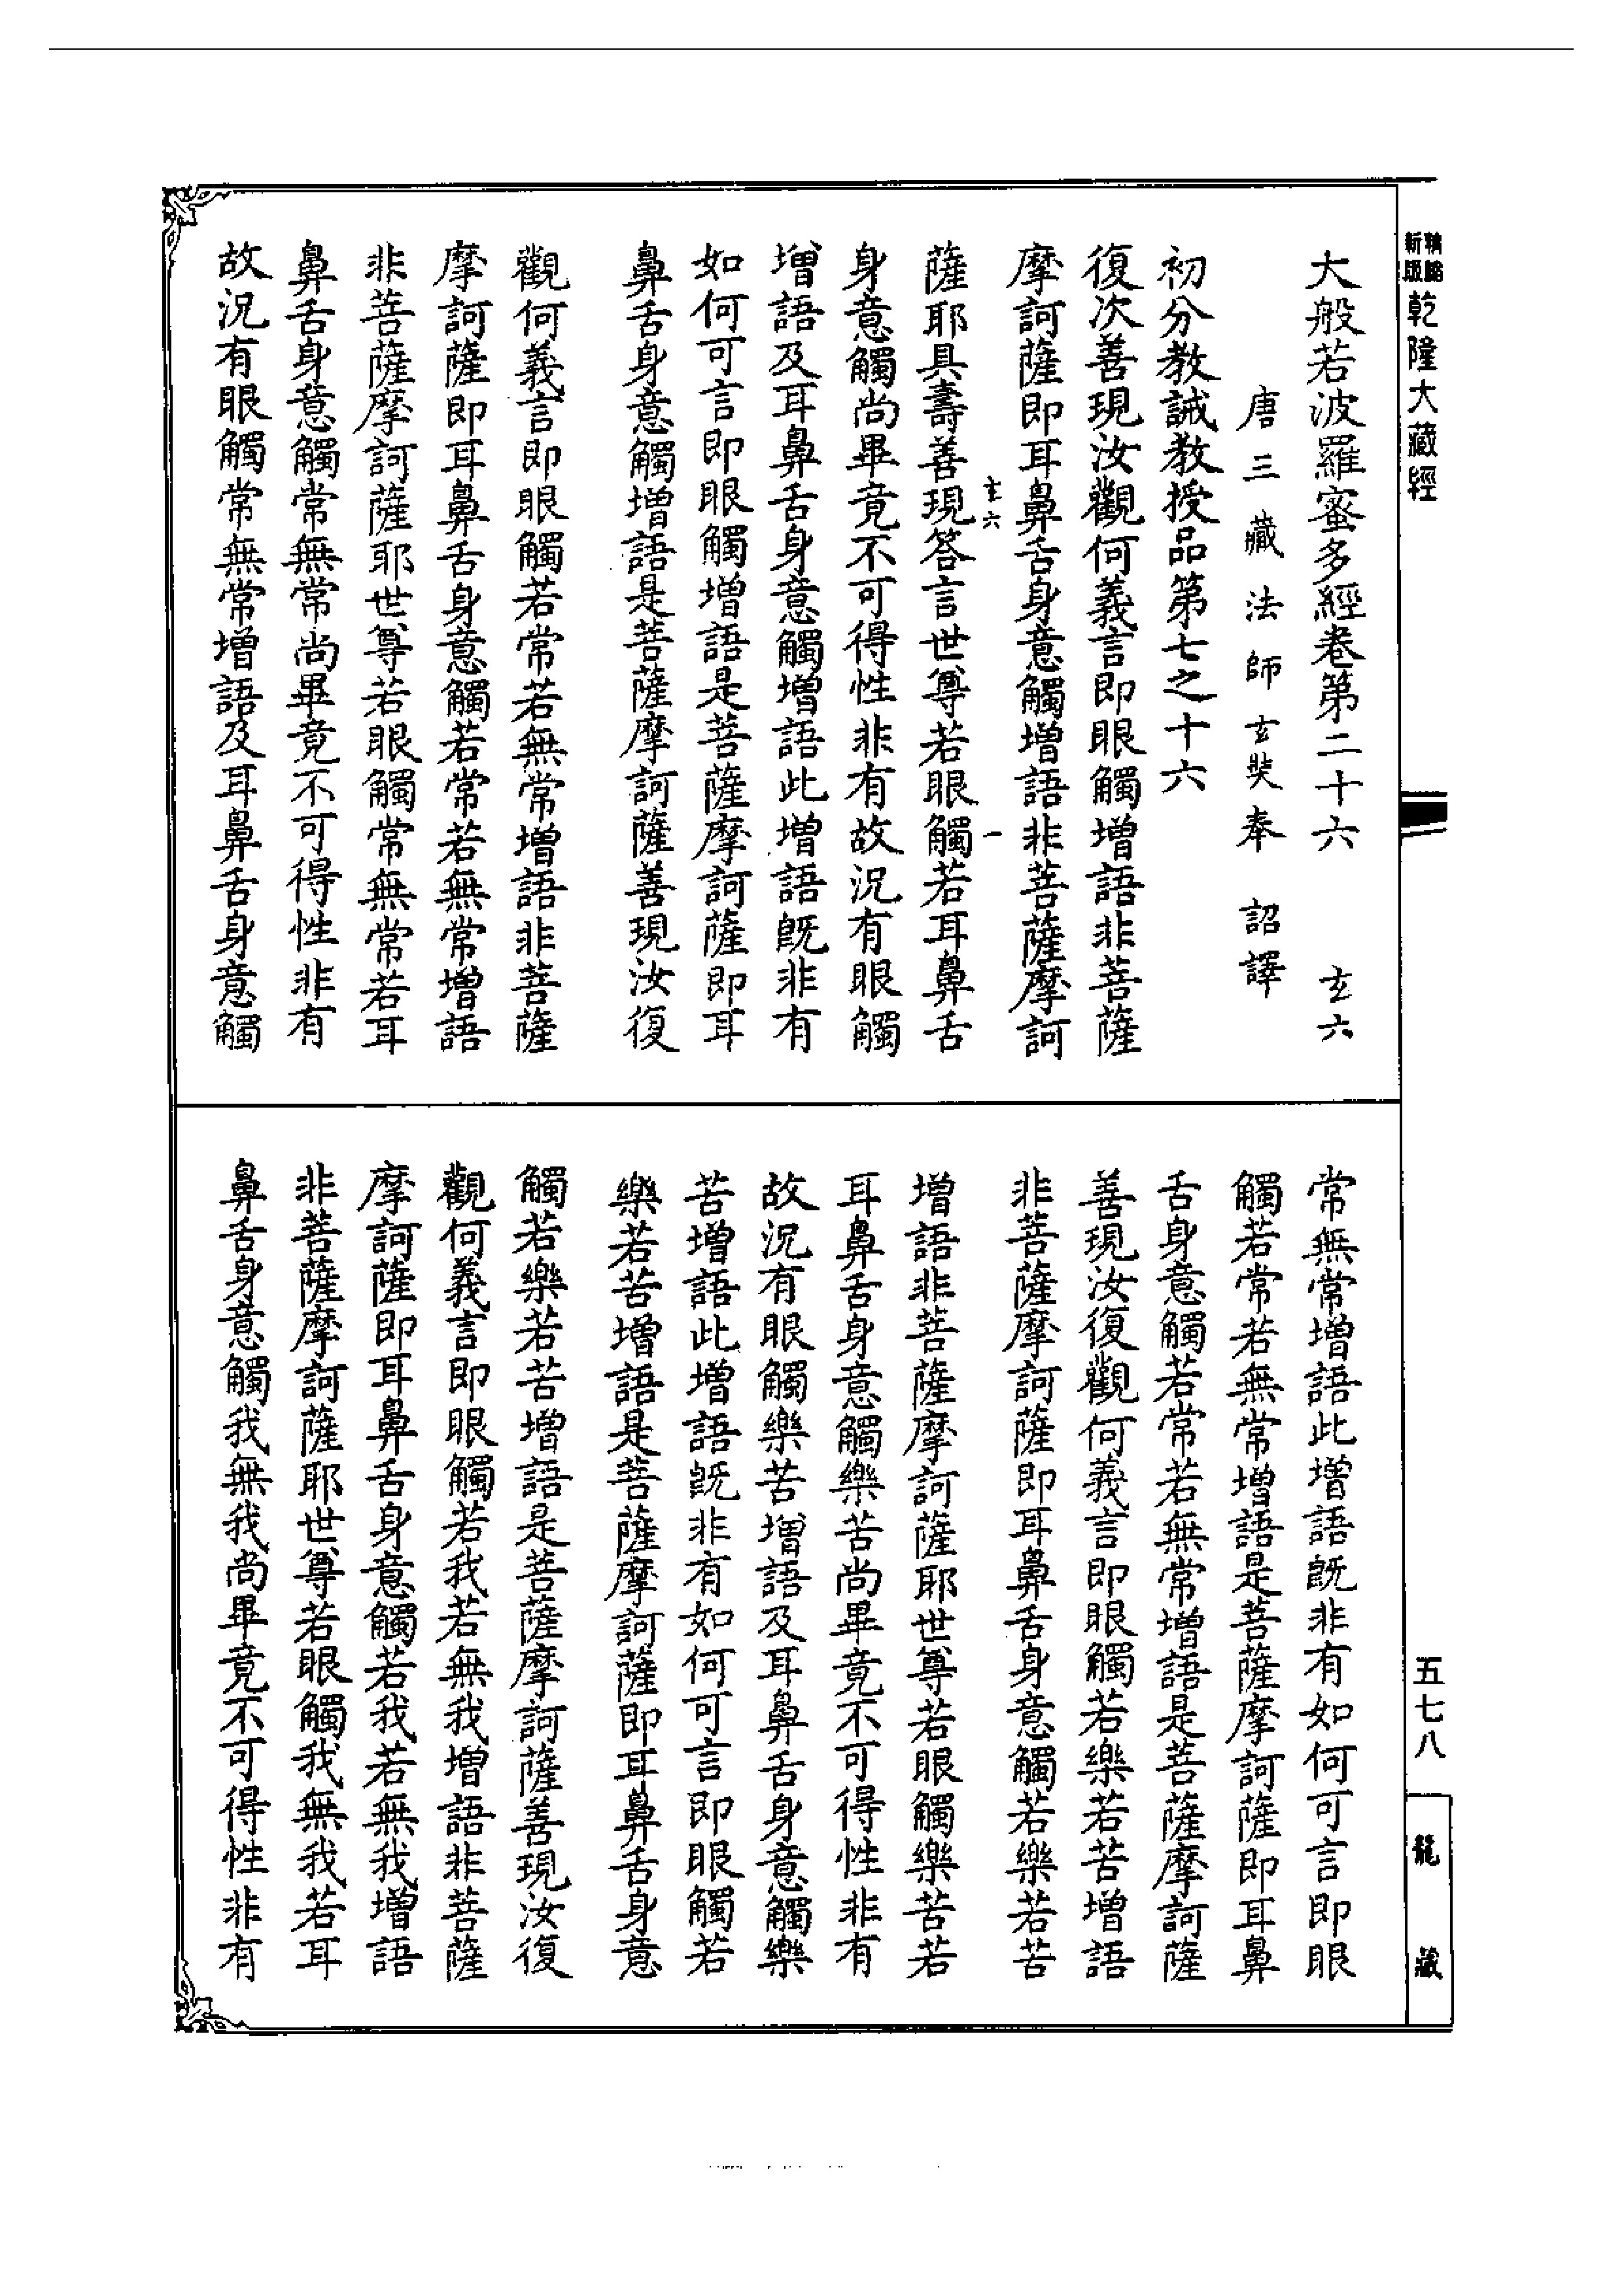 新版
精縮
乾隆大藏經
大般若波羅蜜多經卷第二十六　玄六
唐三藏法師玄奘奉　詔譯
初分教誡教授品第七之十六
復次善現汝觀何義言即眼觸增語非菩薩
摩訶薩即耳鼻舌身意觸增語非菩薩摩訶
玄六　一
薩耶具壽善現答言世尊若眼觸若耳鼻舌
身意觸尚畢竟不可得性非有故況有眼觸
增語及耳鼻舌身意觸增語此增語既非有
如何可言即眼觸增語是菩薩摩訶薩即耳
鼻舌身意觸增語是菩薩摩訶薩善現汝復
觀何義言即眼觸若常若無常增語非菩薩
摩訶薩即耳鼻舌身意觸若常若無常增語
非菩薩摩訶薩耶世尊若眼觸常無常若耳
鼻舌身意觸常無常尚畢竟不可得性非有
故況有眼觸常無常增語及耳鼻舌身意觸
常無常增語此增語既非有如何可言即眼
觸若常若無常增語是菩薩摩訶薩即耳鼻
舌身意觸若常若無常增語是菩薩摩訶薩
善現汝復觀何義言即眼觸若樂若苦增語
非菩薩摩訶薩即耳鼻舌身意觸若樂若苦
增語非菩薩摩訶薩耶世尊若眼觸樂苦若
耳鼻舌身意觸樂苦尚畢竟不可得性非有
故況有眼觸樂苦增語及耳鼻舌身意觸樂
苦增語此增語既非有如何可言即眼觸若
樂若苦增語是菩薩摩訶薩即耳鼻舌身意
觸若樂若苦增語是菩薩摩訶薩善現汝復
觀何義言即眼觸若我若無我增語非菩薩
摩訶薩即耳鼻舌身意觸若我若無我增語
非菩薩摩訶薩耶世尊若眼觸我無我若耳
鼻舌身意觸我無我尚畢竟不可得性非有
五七八
龍藏